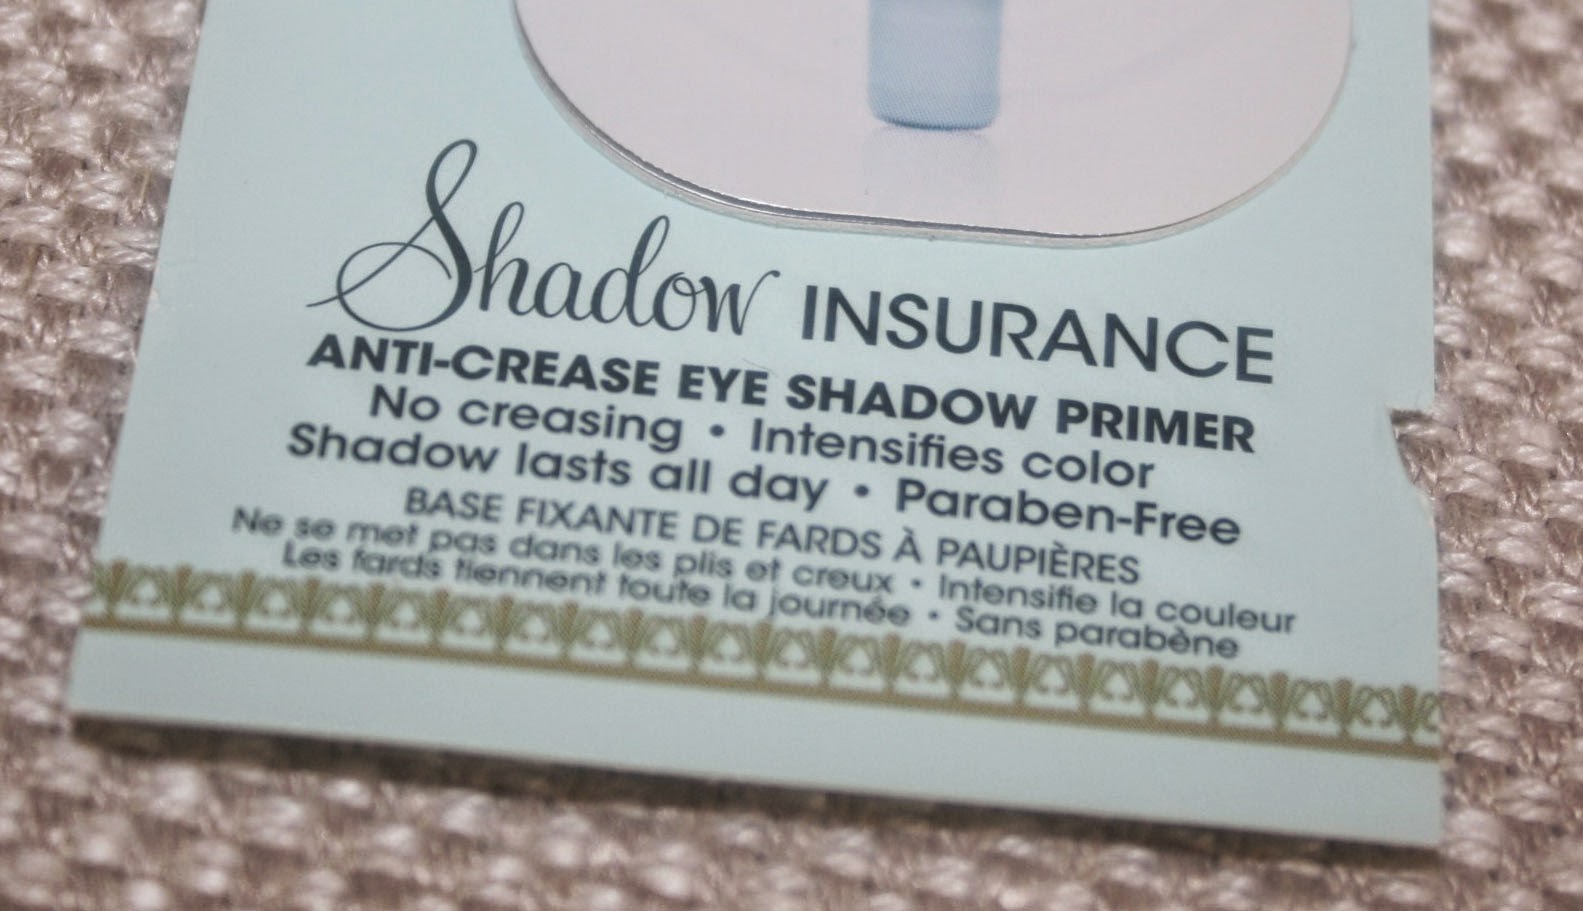 Shadow INSURANCE
ANTI-CREASE EYE SHADOW PRIMER
No creasing • Intensifies color
Shadow lasts all day • Paraben-Free
BASE FIXANTE DE FARDS À PAUPIÈRES
Ne se met pas dans les plis et creux • Intensifie la couleur
Les fards tiennent toute la journée • Sans parabène